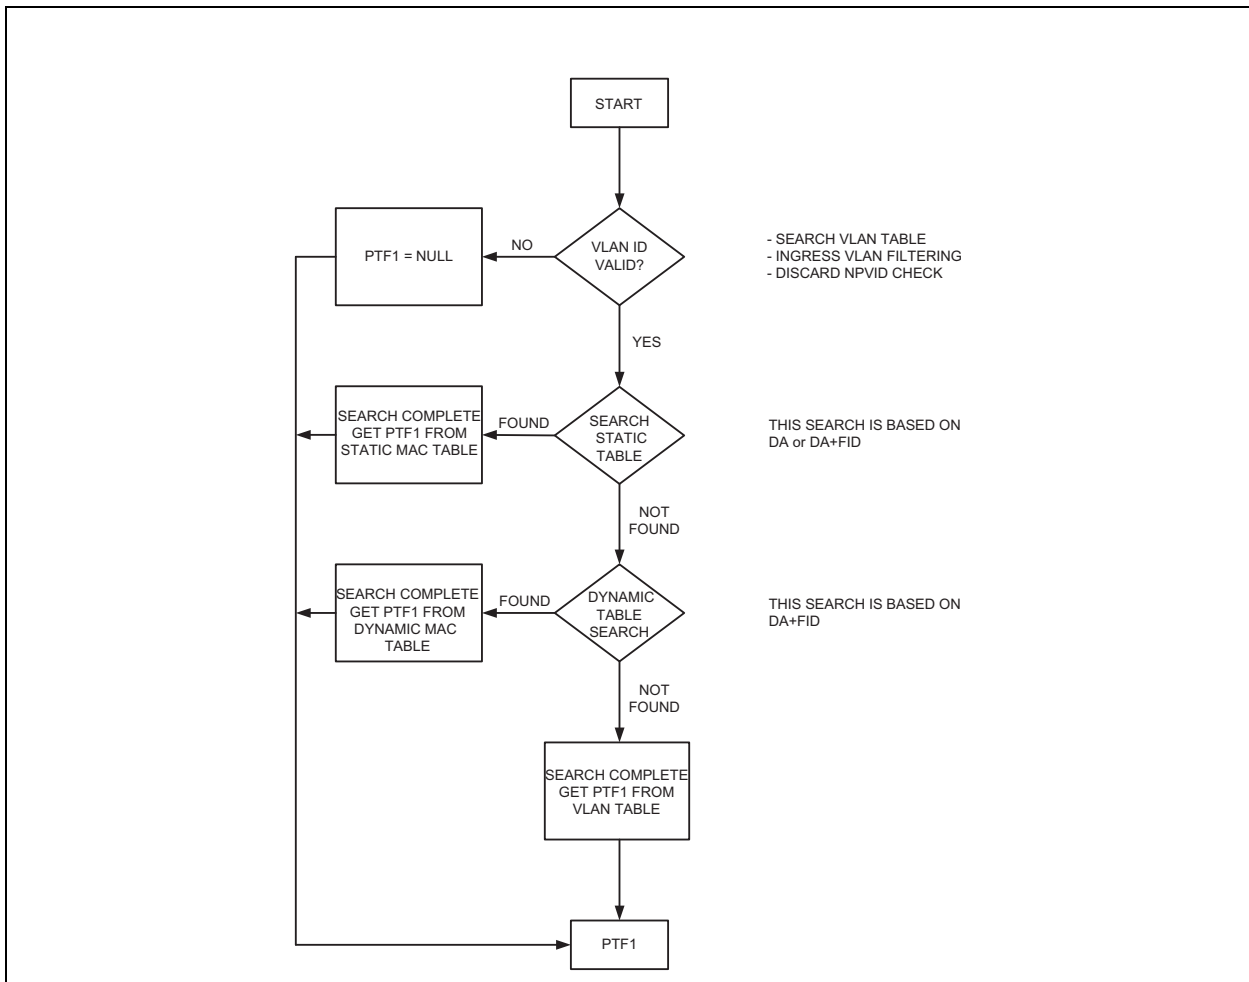 START
PTF1 = NULL
NO
VLAN ID
VALID?
- SEARCH VLAN TABLE
- INGRESS VLAN FILTERING
- DISCARD NPVID CHECK
YES
SEARCH COMPLETE
GET PTF1 FROM
STATIC MAC TABLE
FOUND
SEARCH
STATIC
TABLE
THIS SEARCH IS BASED ON
DA or DA+FID
NOT
FOUND
SEARCH COMPLETE
GET PTF1 FROM
DYNAMIC MAC
TABLE
FOUND
DYNAMIC
TABLE
SEARCH
THIS SEARCH IS BASED ON
DA+FID
NOT
FOUND
SEARCH COMPLETE
GET PTF1 FROM
VLAN TABLE
PTF1